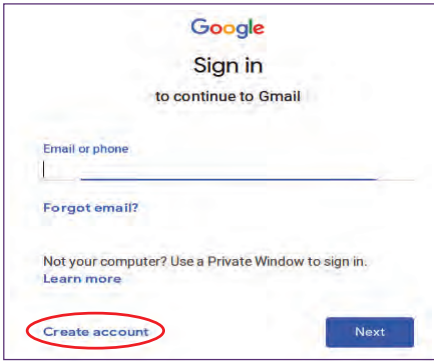 Google
Sign in
to continue to Gmail
Email or phone
Forgot email?
Not your computer? Use a Private Window to sign in.
Learn more
Create account
Next